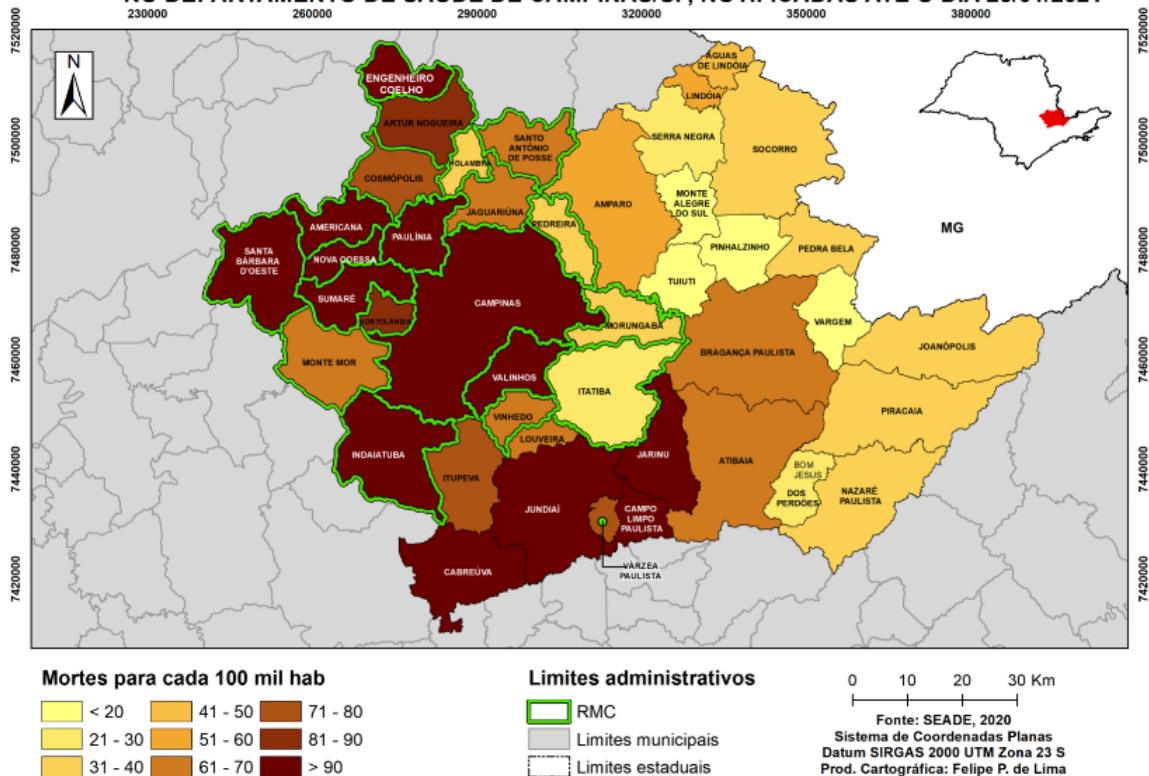 230000 260000 290000 320000 350000 380000
7520000
7500000
7480000
7460000
7440000
7420000
7520000
7500000
7480000
7460000
7440000
7420000
N
ENGENHEIRO
COELHO
ARTUR NOGUEIRA
HOLAMBRA
SANTO
ANTÔNIO
DE POSSE
COSMÓPOLIS
JAGUARIÚNA
PEDREIRA
AMPARO
ÁGUAS
DE LINDÓIA
LINDÓIA
SERRA NEGRA
SOCORRO
MONTE
ALEGRE
DO SUL
PINHALZINHO
PEDRA BELA
MG
TUIUTI
VARGEM
SANTA
BÁRBARA
D'OESTE
AMERICANA
PAULÍNIA
NOVA ODESSA
SUMARÉ
HORTOLÂNDIA
CAMPINAS
MORUNGABA
MONTE MOR
VALINHOS
ITATIBA
BRAGANÇA PAULISTA
JOANÓPOLIS
PIRACAIA
VINHEDO
LOUVEIRA
INDAIATUBA
ITUPEVA
JUNDIAÍ
JARINU
ATIBAIA
BOM
JESUS
DOS
PERDÕES
NAZARÉ
PAULISTA
CAMPO
LIMPO
PAULISTA
CABREÚVA
VÁRZEA
PAULISTA
Mortes para cada 100 mil hab
< 20
21 - 30
31 - 40
41 - 50
51 - 60
61 - 70
71 - 80
81 - 90
> 90
Limites administrativos
RMC
Limites municipais
Limites estaduais
0 10 20 30 Km
Fonte: SEADE, 2020
Sistema de Coordenadas Planas
Datum SIRGAS 2000 UTM Zona 23 S
Prod. Cartográfica: Felipe P. de Lima